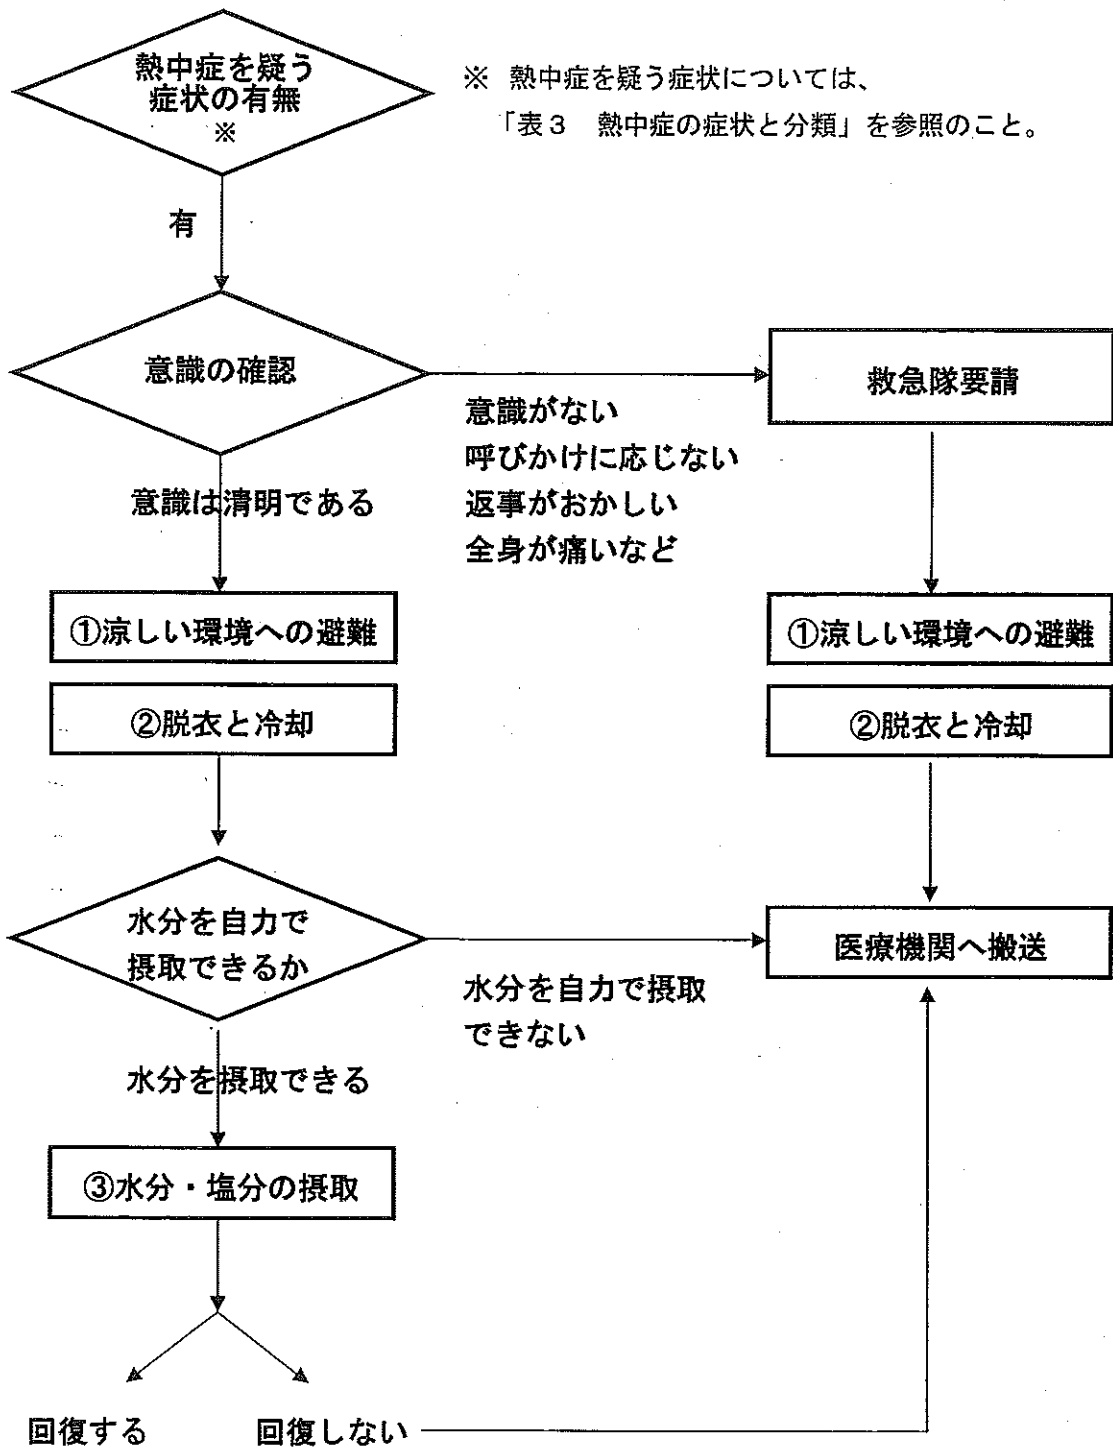 熱中症を疑う
症状の有無
※
※ 熱中症を疑う症状については、
「表3 熱中症の症状と分類」を参照のこと。
有
意識の確認
救急隊要請
意識がない
呼びかけに応じない
返事がおかしい
全身が痛いなど
意識は清明である
①涼しい環境への避難
①涼しい環境への避難
②脱衣と冷却
②脱衣と冷却
水分を自力で
摂取できるか
医療機関へ搬送
水分を自力で摂取
できない
水分を摂取できる
③水分・塩分の摂取
回復する
回復しない